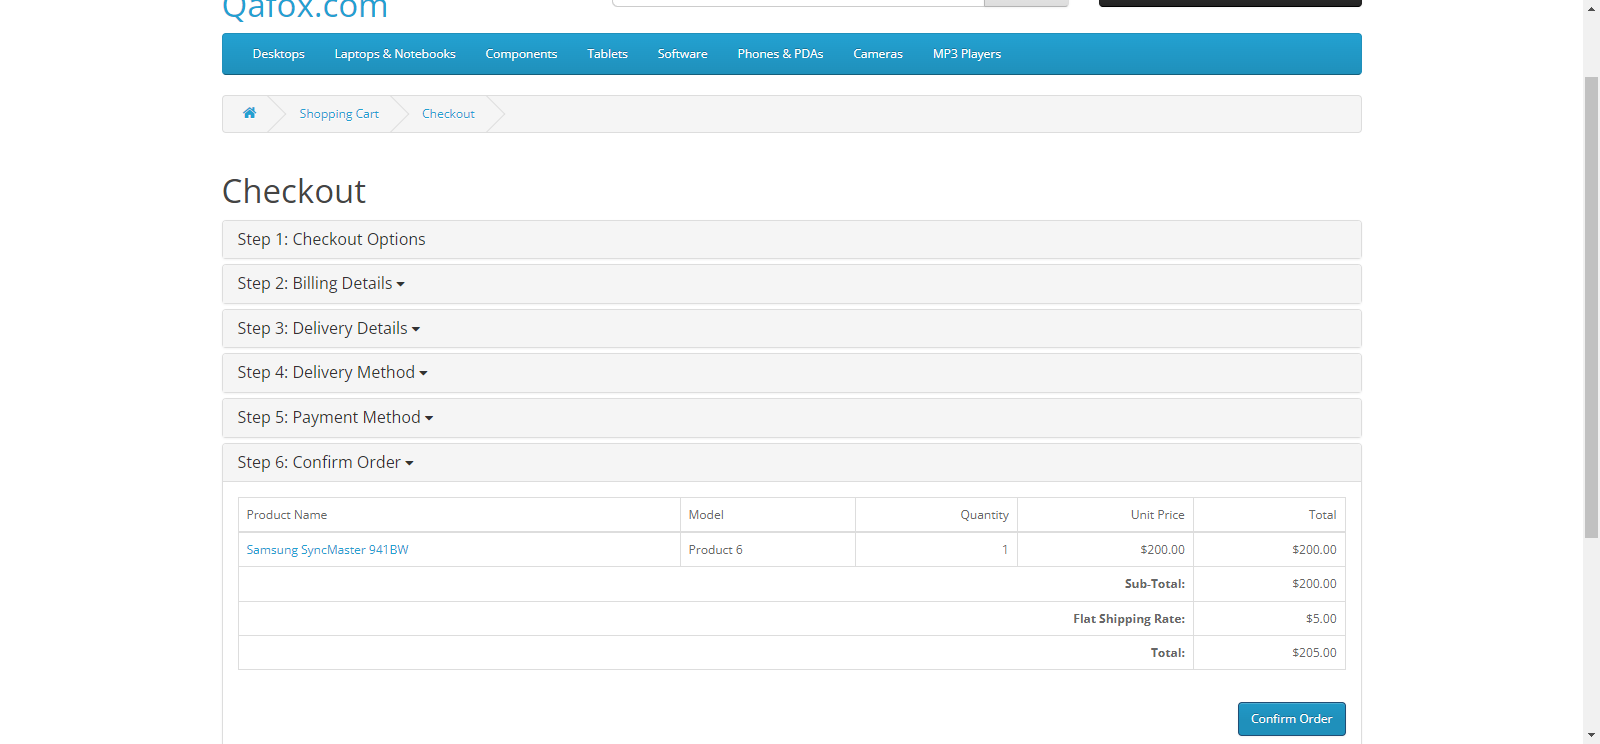 Qafox.com
Desktops Laptops & Notebooks Components Tablets Software Phones & PDAs Cameras MP3 Players
Shopping Cart Checkout
Checkout
Step 1: Checkout Options
Step 2: Billing Details
Step 3: Delivery Details
Step 4: Delivery Method
Step 5: Payment Method
Step 6: Confirm Order
Product Name Model Quantity Unit Price Total
Samsung SyncMaster 941BW Product 6 1 $200.00 $200.00
Sub-Total: $200.00
Flat Shipping Rate: $5.00
Total: $205.00
Confirm Order